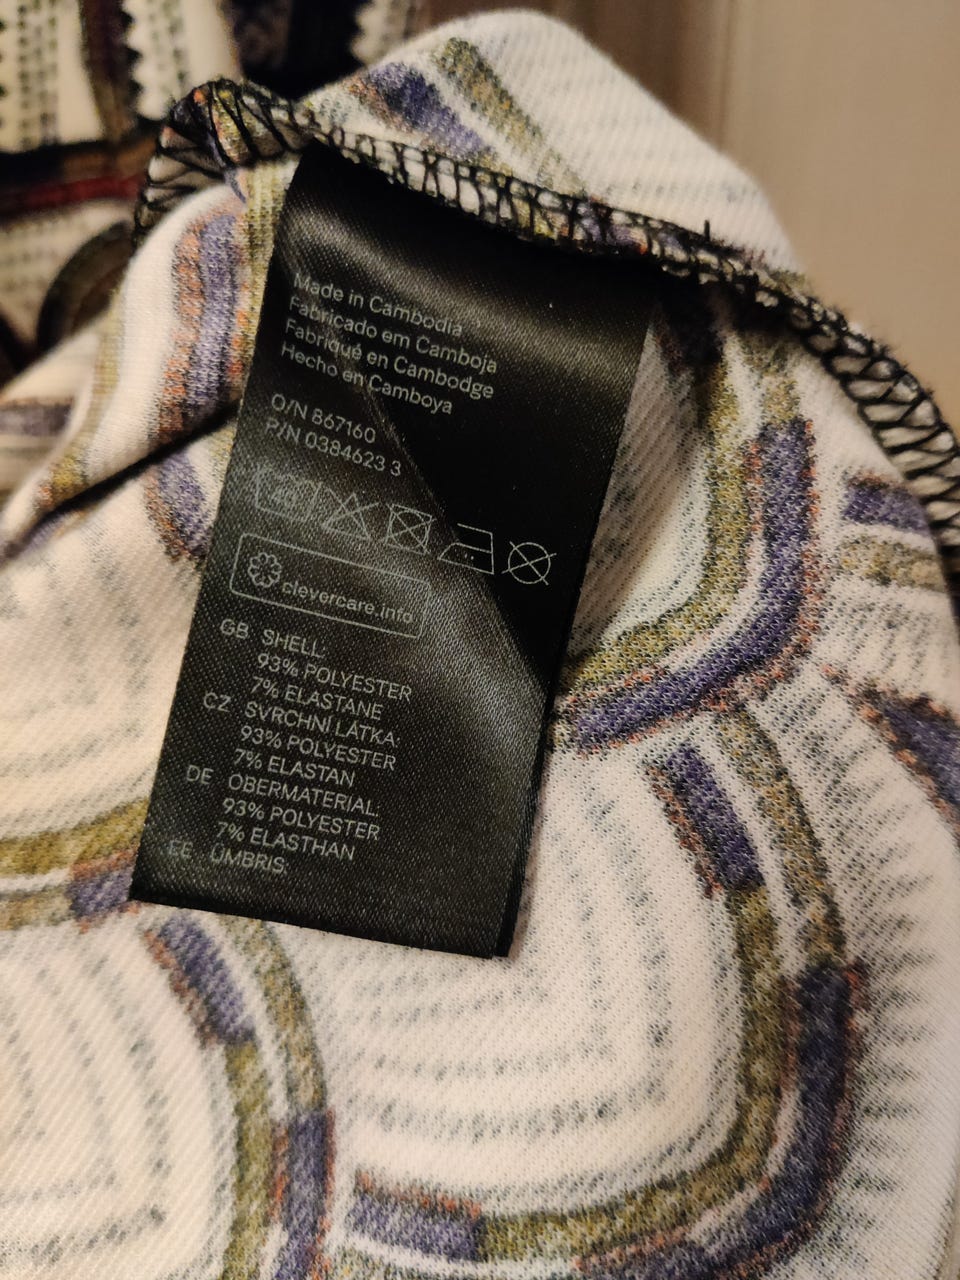 Made in Cambodia
Fabricado em Camboja
Fabriqué en Cambodge
Hecho en Camboya
O/N 867160
P/N 0384623 3
40
clevercare.info
GB SHELL:
93% POLYESTER
7% ELASTANE
CZ SVRCHNÍ LÁTKA:
93% POLYESTER
7% ELASTAN
DE OBERMATERIAL:
93% POLYESTER
7% ELASTHAN
EE ÜMBRIS: